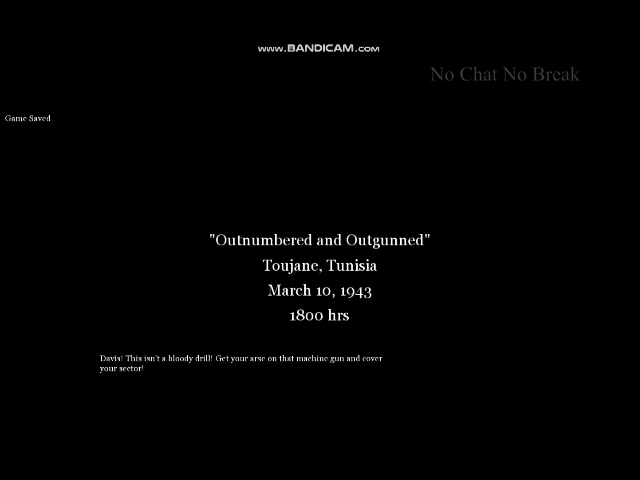 www.BANDICAM.com
No Chat No Break
Game Saved
"Outnumbered and Outgunned"
Toujane, Tunisia
March 10, 1943
1800 hrs
Davis! This isn't a bloody drill! Get your arse on that machine gun and cover
your sector!